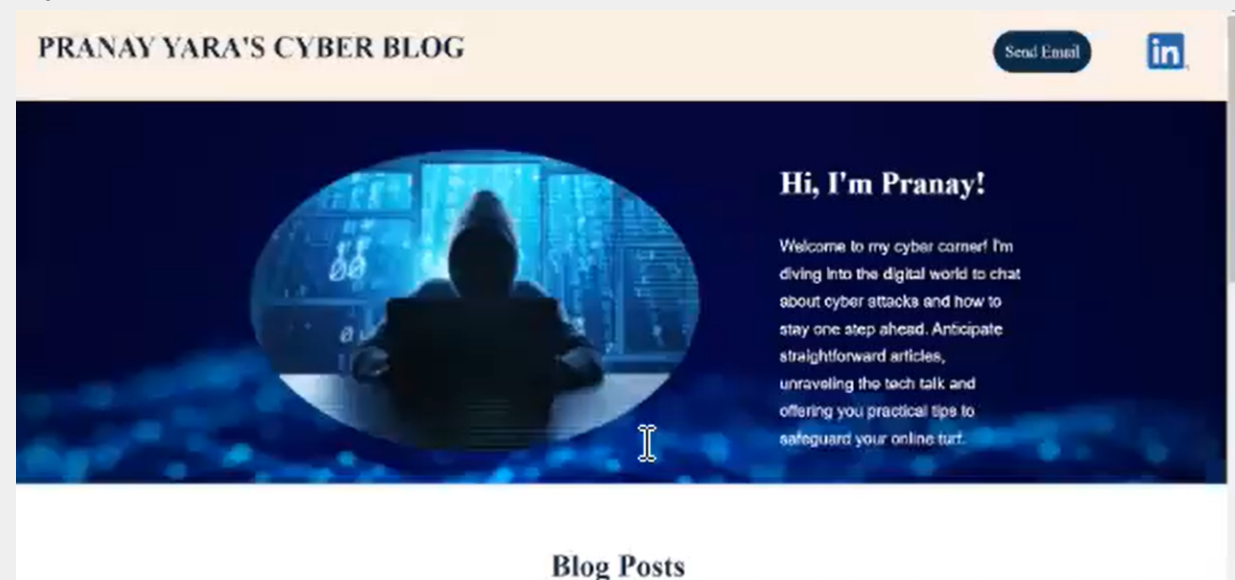 PRANAY YARA'S CYBER BLOG
Send Email
in
Hi, I'm Pranay!
Welcome to my cyber corner! I'm
diving into the digital world to chat
about cyber attacks and how to
stay one step ahead. Anticipate
straightforward articles,
unraveling the tech talk and
offering you practical tips to
safeguard your online turf.
Blog Posts